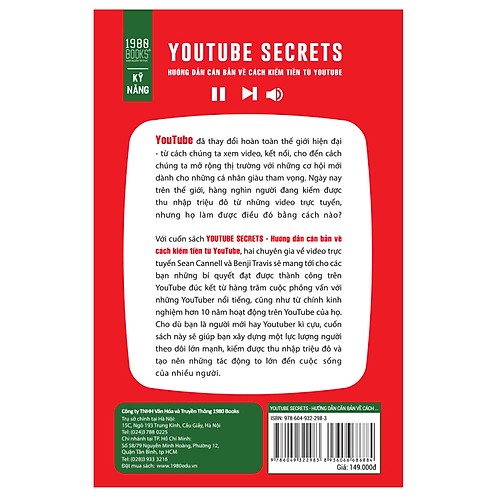 1980
BOOKS
KỸ
NĂNG
YOUTUBE SECRETS
HƯỚNG DẪN CĂN BẢN VỀ CÁCH KIẾM TIỀN TỪ YOUTUBE
YouTube đã thay đổi hoàn toàn thế giới hiện đại
- từ cách chúng ta xem video, kết nối, cho đến cách
chúng ta mở rộng thị trường với những cơ hội mới
dành cho những cá nhân giàu tham vọng. Ngày nay
trên thế giới, hàng nghìn người đang kiếm được
thu nhập triệu đô từ những video trực tuyến,
nhưng họ làm được điều đó bằng cách nào?
Với cuốn sách YOUTUBE SECRETS - Hướng dẫn căn bản về
cách kiếm tiền từ YouTube, hai chuyên gia về video trực
tuyến Sean Cannell và Benji Travis sẽ mang tới cho các
bạn những bí quyết đạt được thành công trên
YouTube đúc kết từ hàng trăm cuộc phỏng vấn với
những YouTuber nổi tiếng, cũng như từ chính kinh
nghiệm hơn 10 năm hoạt động trên YouTube của họ.
Cho dù bạn là người mới hay Youtuber kì cựu, cuốn
sách này sẽ giúp bạn xây dựng một lực lượng người
theo dõi lớn mạnh, kiếm được thu nhập triệu đô và
tạo nên những tác động to lớn đến cuộc sống
của nhiều người.
Công ty TNHH Văn Hóa và Truyền Thông 1980 Books
Trụ sở chính tại Hà Nội:
15C, Ngõ 193 Trung Kính, Cầu Giấy, Hà Nội
Tel: (024)3 788 0225
Chi nhánh tại TP. Hồ Chí Minh:
Số 58/79 Nguyễn Minh Hoàng, Phường 12,
Quận Tân Bình, tp HCM
Tel: (028)3 933 3216
Đặt mua sách: www.1980edu.vn
YOUTUBE SECRETS - HƯỚNG DẪN CĂN BẢN VỀ CÁCH ...
ISBN: 978-604-932-298-3
9 786049 322983 8936066 686884
Giá: 149.000đ